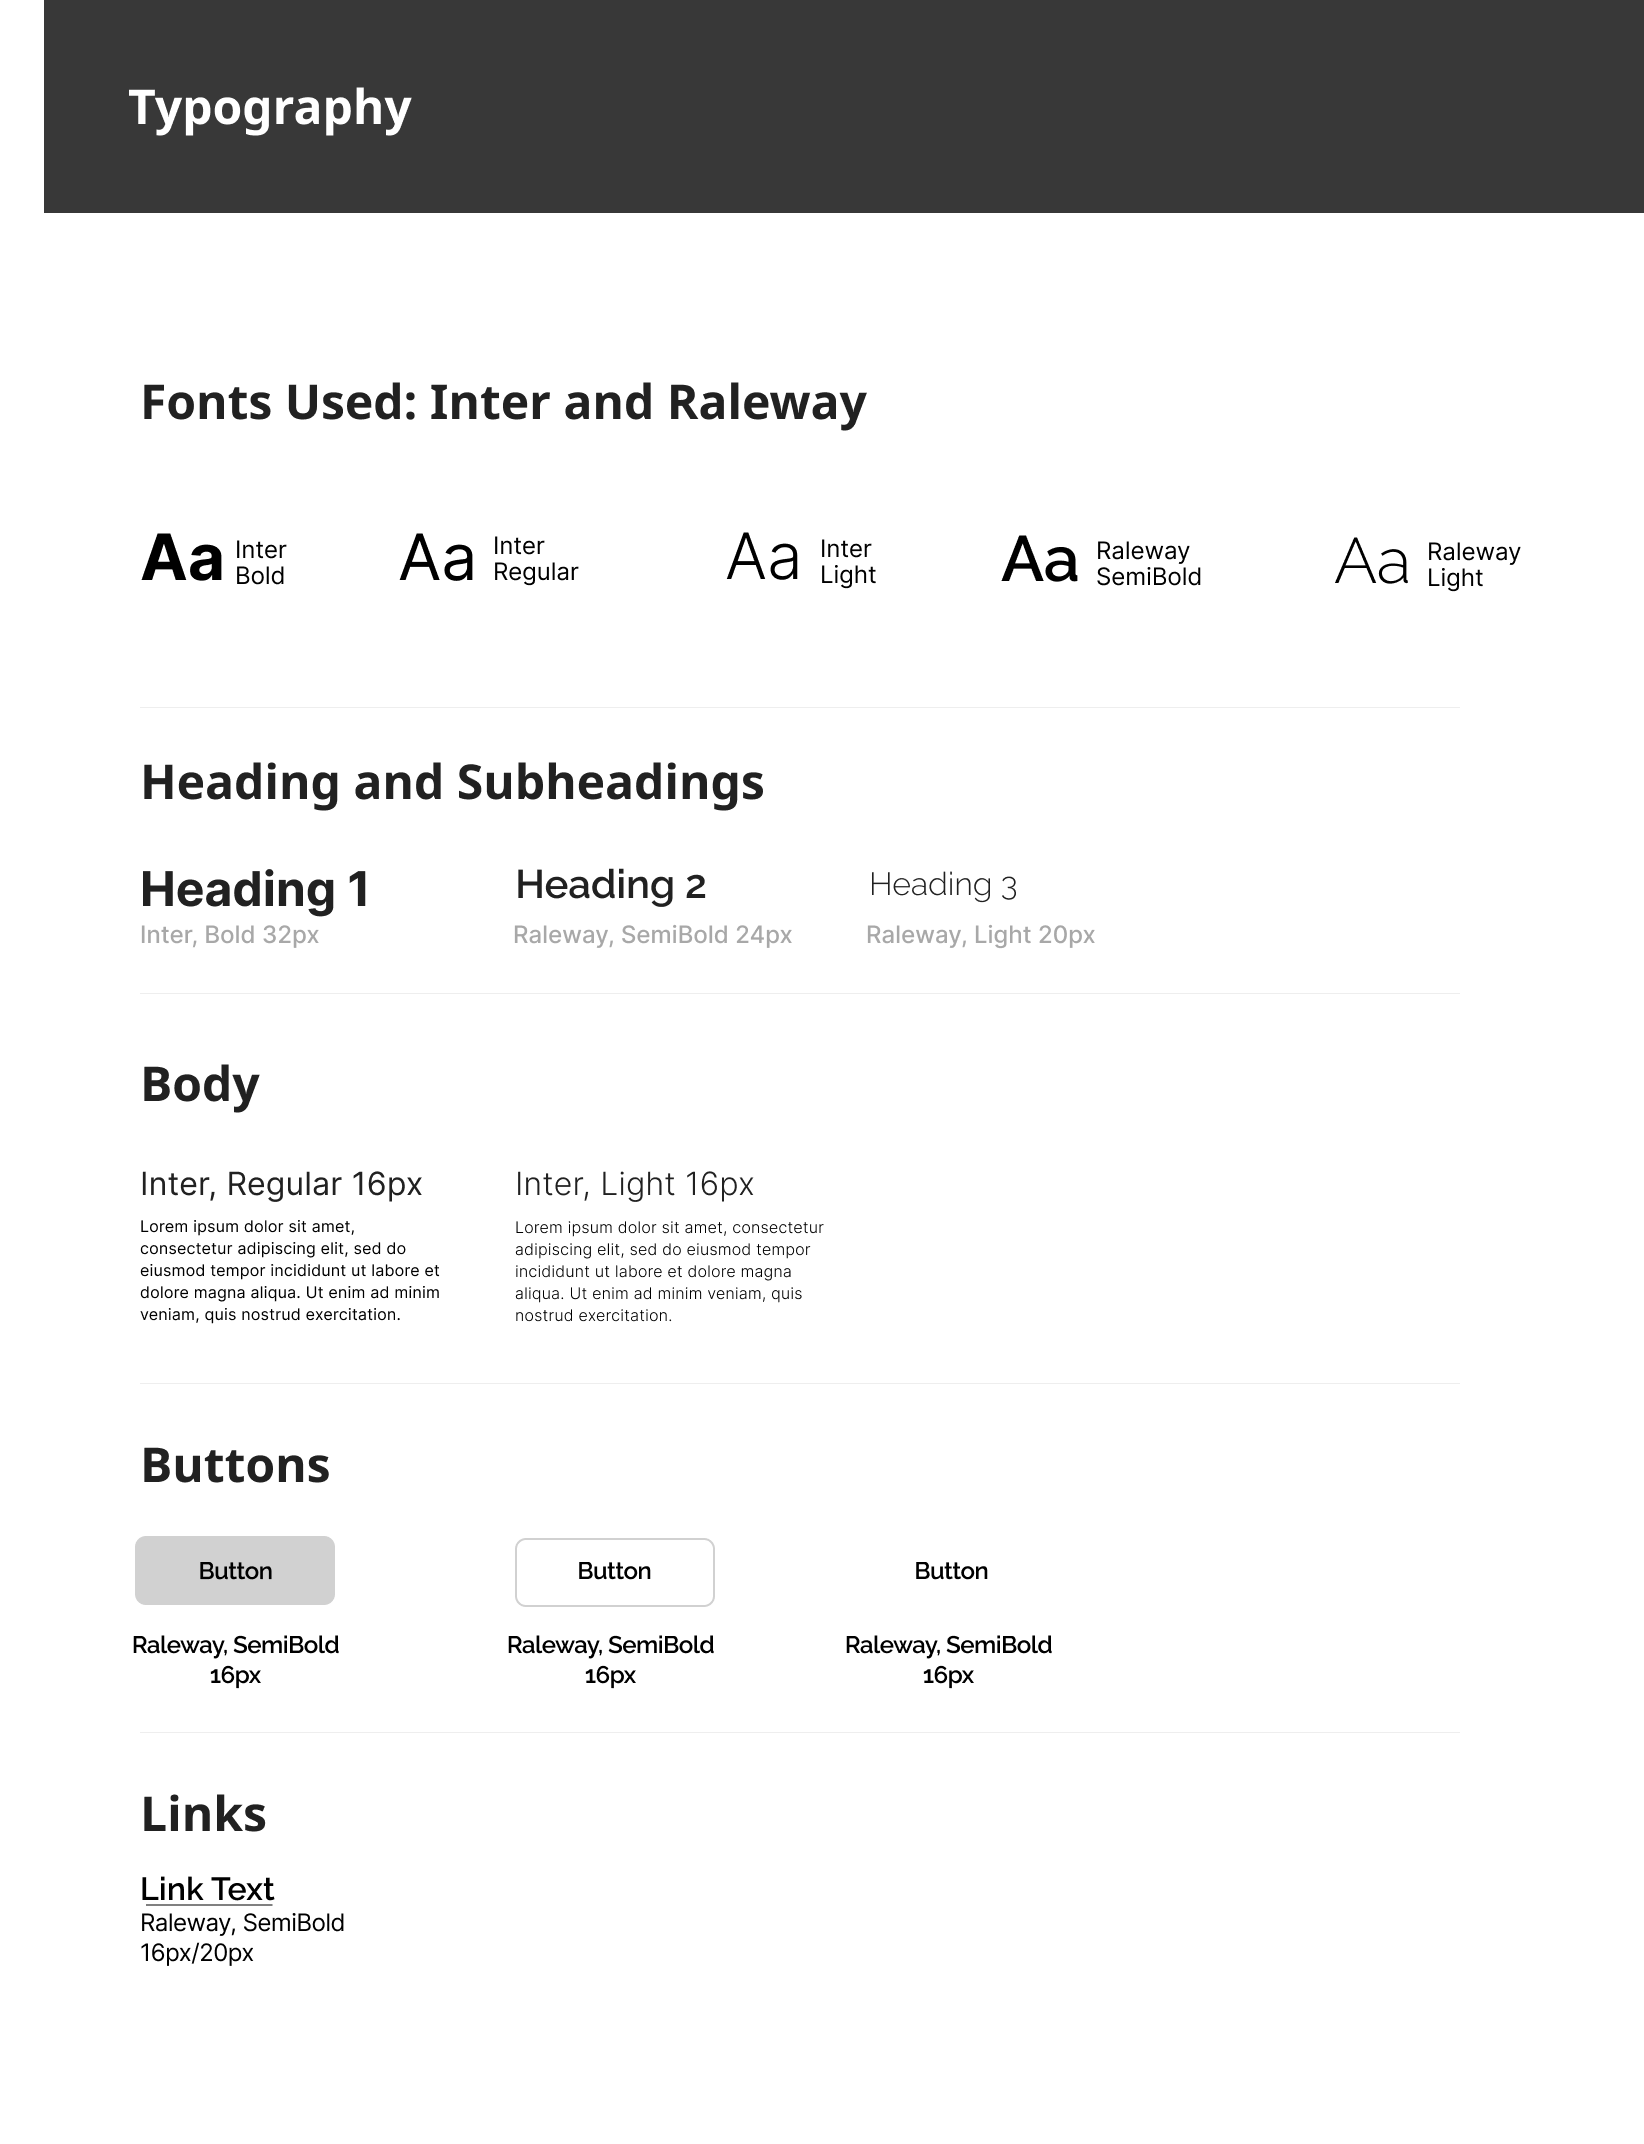 Typography
Fonts Used: Inter and Raleway
Aa Inter
Bold
Aa Inter
Regular
Aa Inter
Light
Aa Raleway
SemiBold
Aa Raleway
Light
Heading and Subheadings
Heading 1
Inter, Bold 32px
Heading 2
Raleway, SemiBold 24px
Heading 3
Raleway, Light 20px
Body
Inter, Regular 16px
Lorem ipsum dolor sit amet,
consectetur adipiscing elit, sed do
eiusmod tempor incididunt ut labore et
dolore magna aliqua. Ut enim ad minim
veniam, quis nostrud exercitation.
Inter, Light 16px
Lorem ipsum dolor sit amet, consectetur
adipiscing elit, sed do eiusmod tempor
incididunt ut labore et dolore magna
aliqua. Ut enim ad minim veniam, quis
nostrud exercitation.
Buttons
Button
Raleway, SemiBold
16px
Button
Raleway, SemiBold
16px
Button
Raleway, SemiBold
16px
Links
Link Text
Raleway, SemiBold
16px/20px